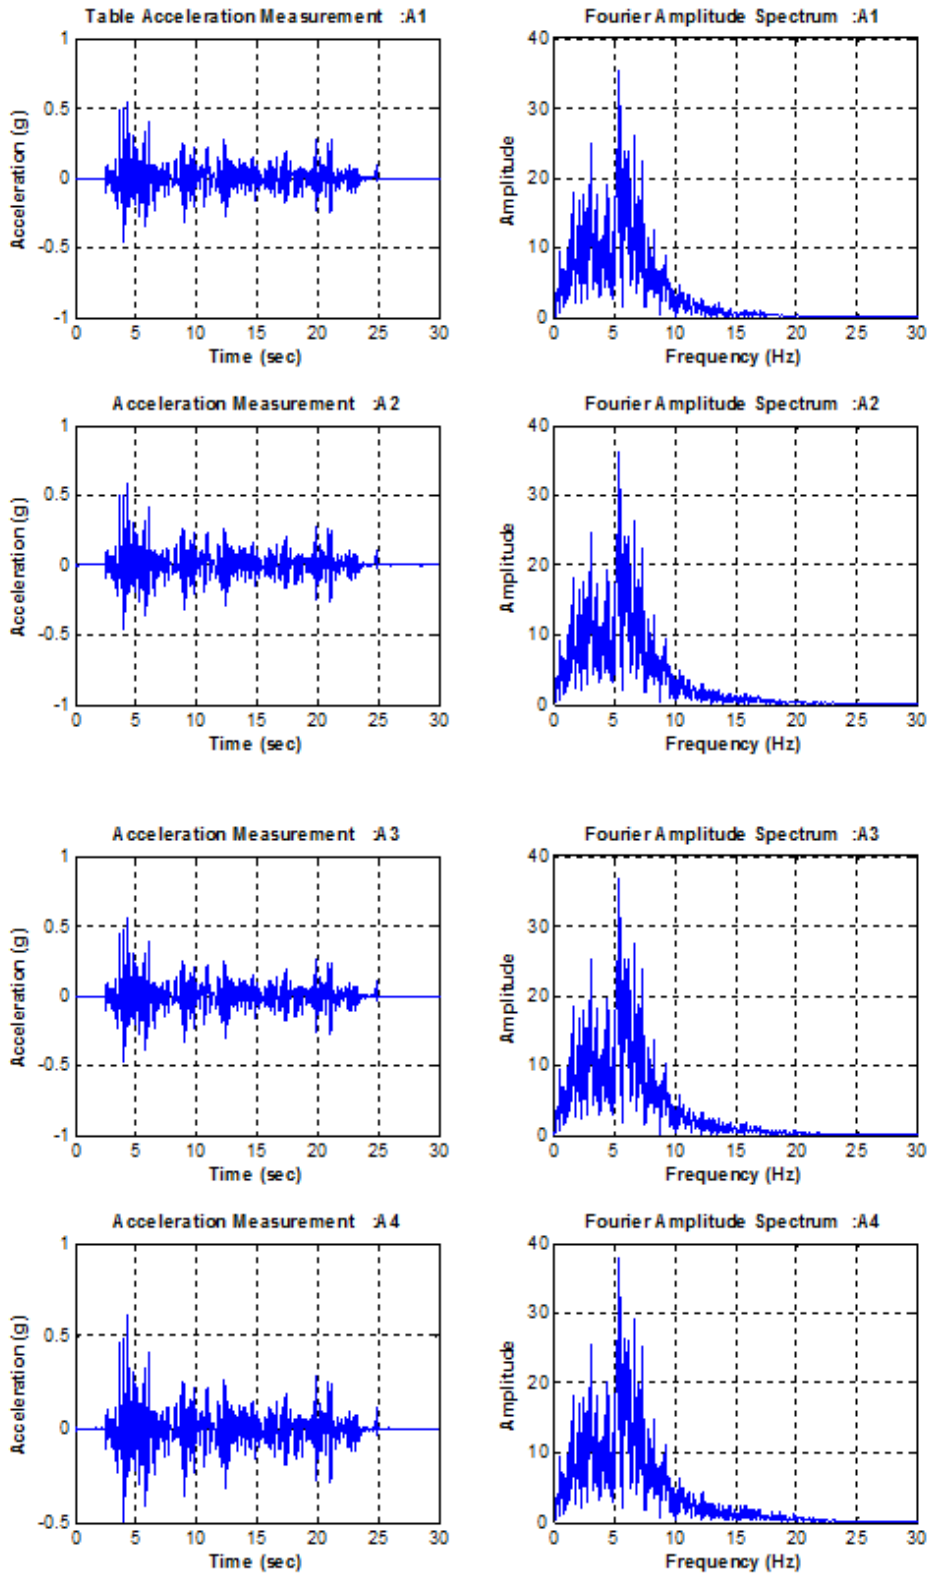 Table Acceleration Measurement :A1
Fourier Amplitude Spectrum :A1
Acceleration (g)
1
0.5
0
-0.5
-1
0 5 10 15 20 25 30
Time (sec)
Amplitude
40
30
20
10
0
0 5 10 15 20 25 30
Frequency (Hz)
Acceleration Measurement :A2
Fourier Amplitude Spectrum :A2
Acceleration (g)
1
0.5
0
-0.5
-1
0 5 10 15 20 25 30
Time (sec)
Amplitude
40
30
20
10
0
0 5 10 15 20 25 30
Frequency (Hz)
Acceleration Measurement :A3
Fourier Amplitude Spectrum :A3
Acceleration (g)
1
0.5
0
-0.5
-1
0 5 10 15 20 25 30
Time (sec)
Amplitude
40
30
20
10
0
0 5 10 15 20 25 30
Frequency (Hz)
Acceleration Measurement :A4
Fourier Amplitude Spectrum :A4
Acceleration (g)
1
0.5
0
-0.5
0 5 10 15 20 25 30
Time (sec)
Amplitude
40
30
20
10
0
0 5 10 15 20 25 30
Frequency (Hz)